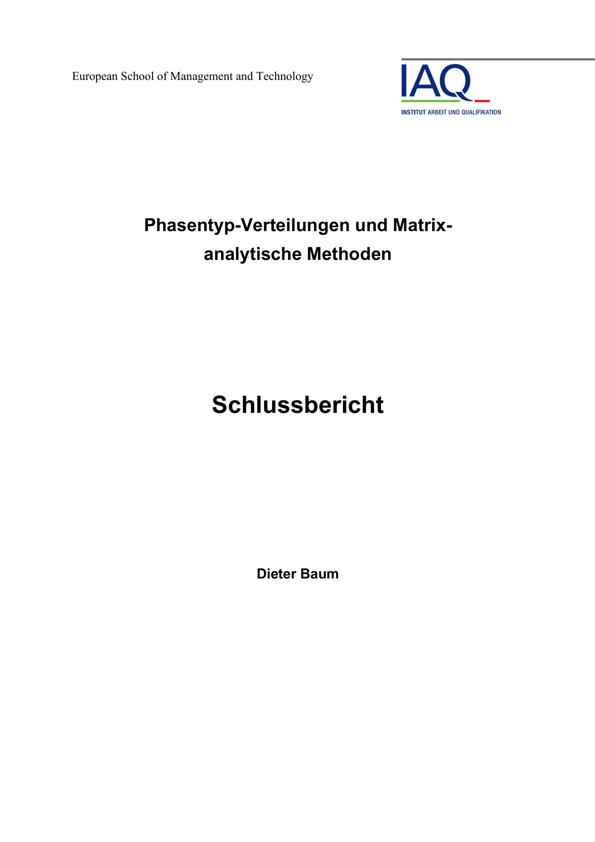 European School of Management and Technology
IAQ
INSTITUT ARBEIT UND QUALIFIKATION
Phasentyp-Verteilungen und Matrix-
analytische Methoden
Schlussbericht
Dieter Baum